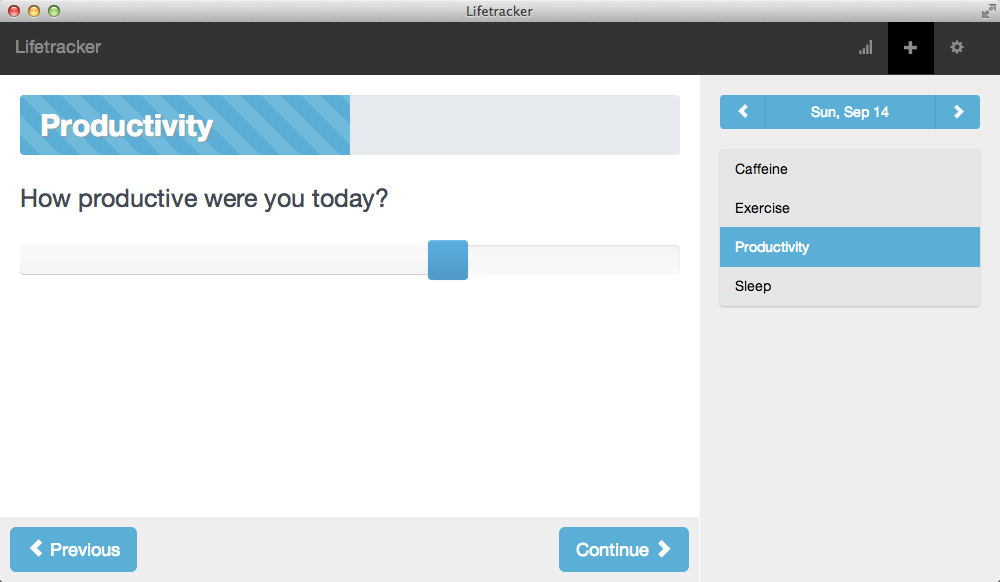 Lifetracker
Lifetracker
Productivity
How productive were you today?
Previous
Continue
Sun, Sep 14
Caffeine
Exercise
Productivity
Sleep